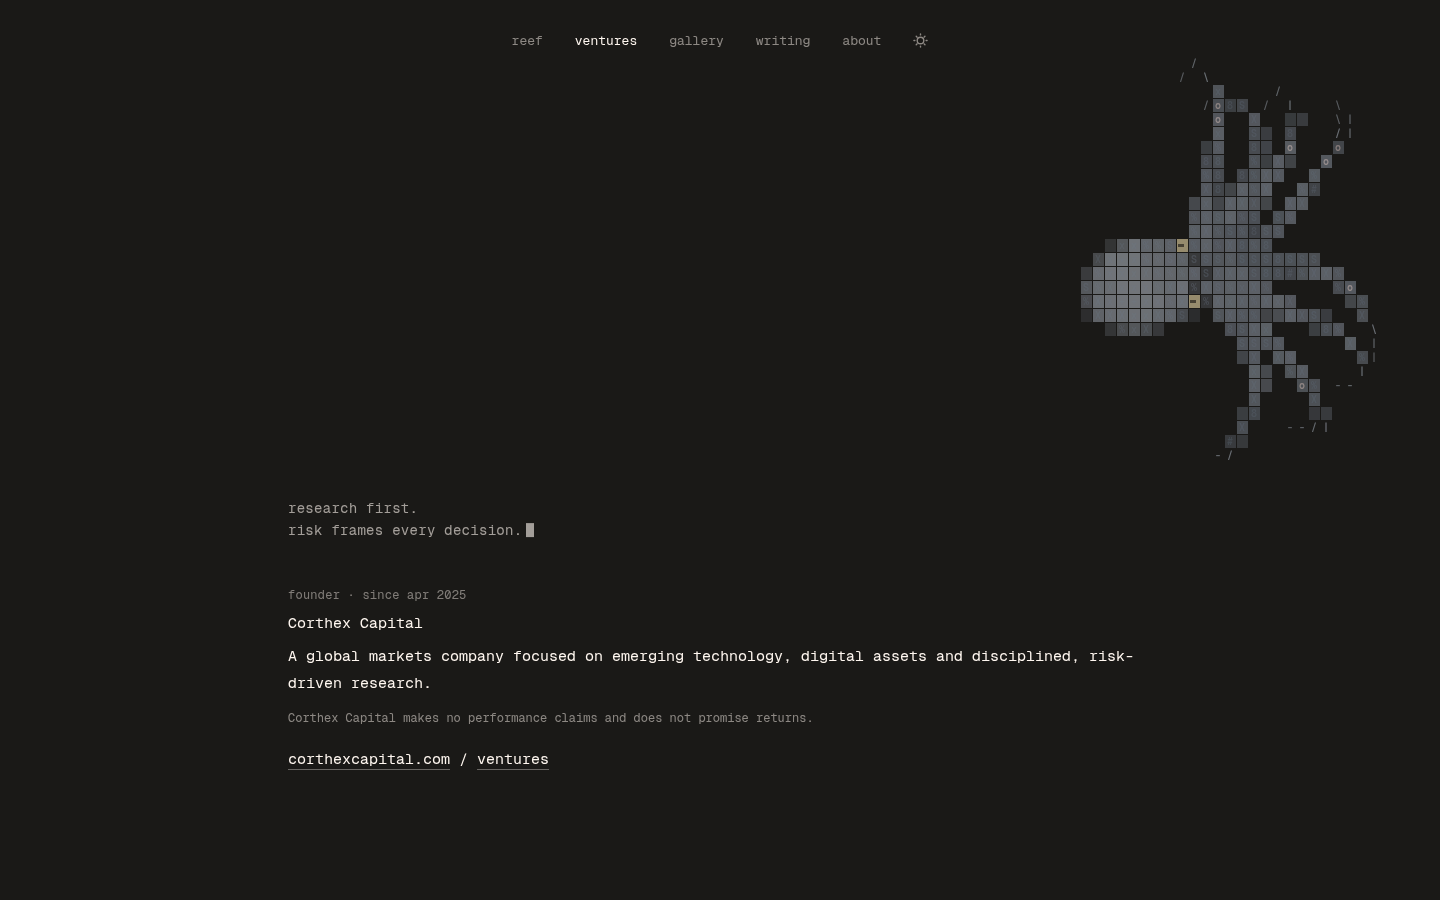 reef ventures gallery writing about
research first.
risk frames every decision.
founder · since apr 2025
Corthex Capital
A global markets company focused on emerging technology, digital assets and disciplined, risk-
driven research.
Corthex Capital makes no performance claims and does not promise returns.
corthexcapital.com / ventures